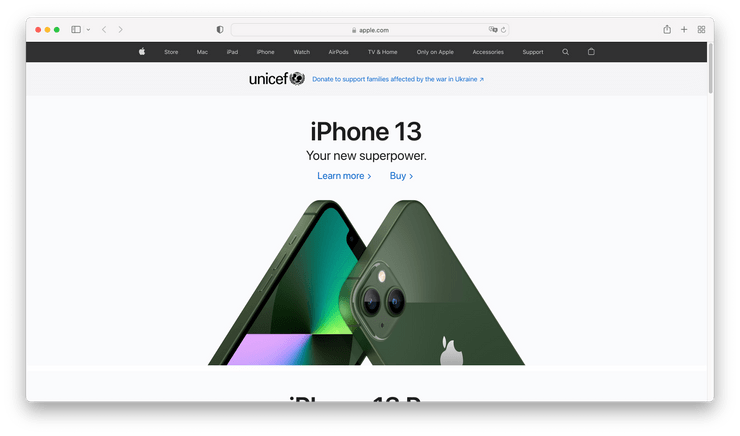 apple.com
Store Mac iPad iPhone Watch AirPods TV & Home Only on Apple Accessories Support
unicef Donate to support families affected by the war in Ukraine ↗
iPhone 13
Your new superpower.
Learn more > Buy >